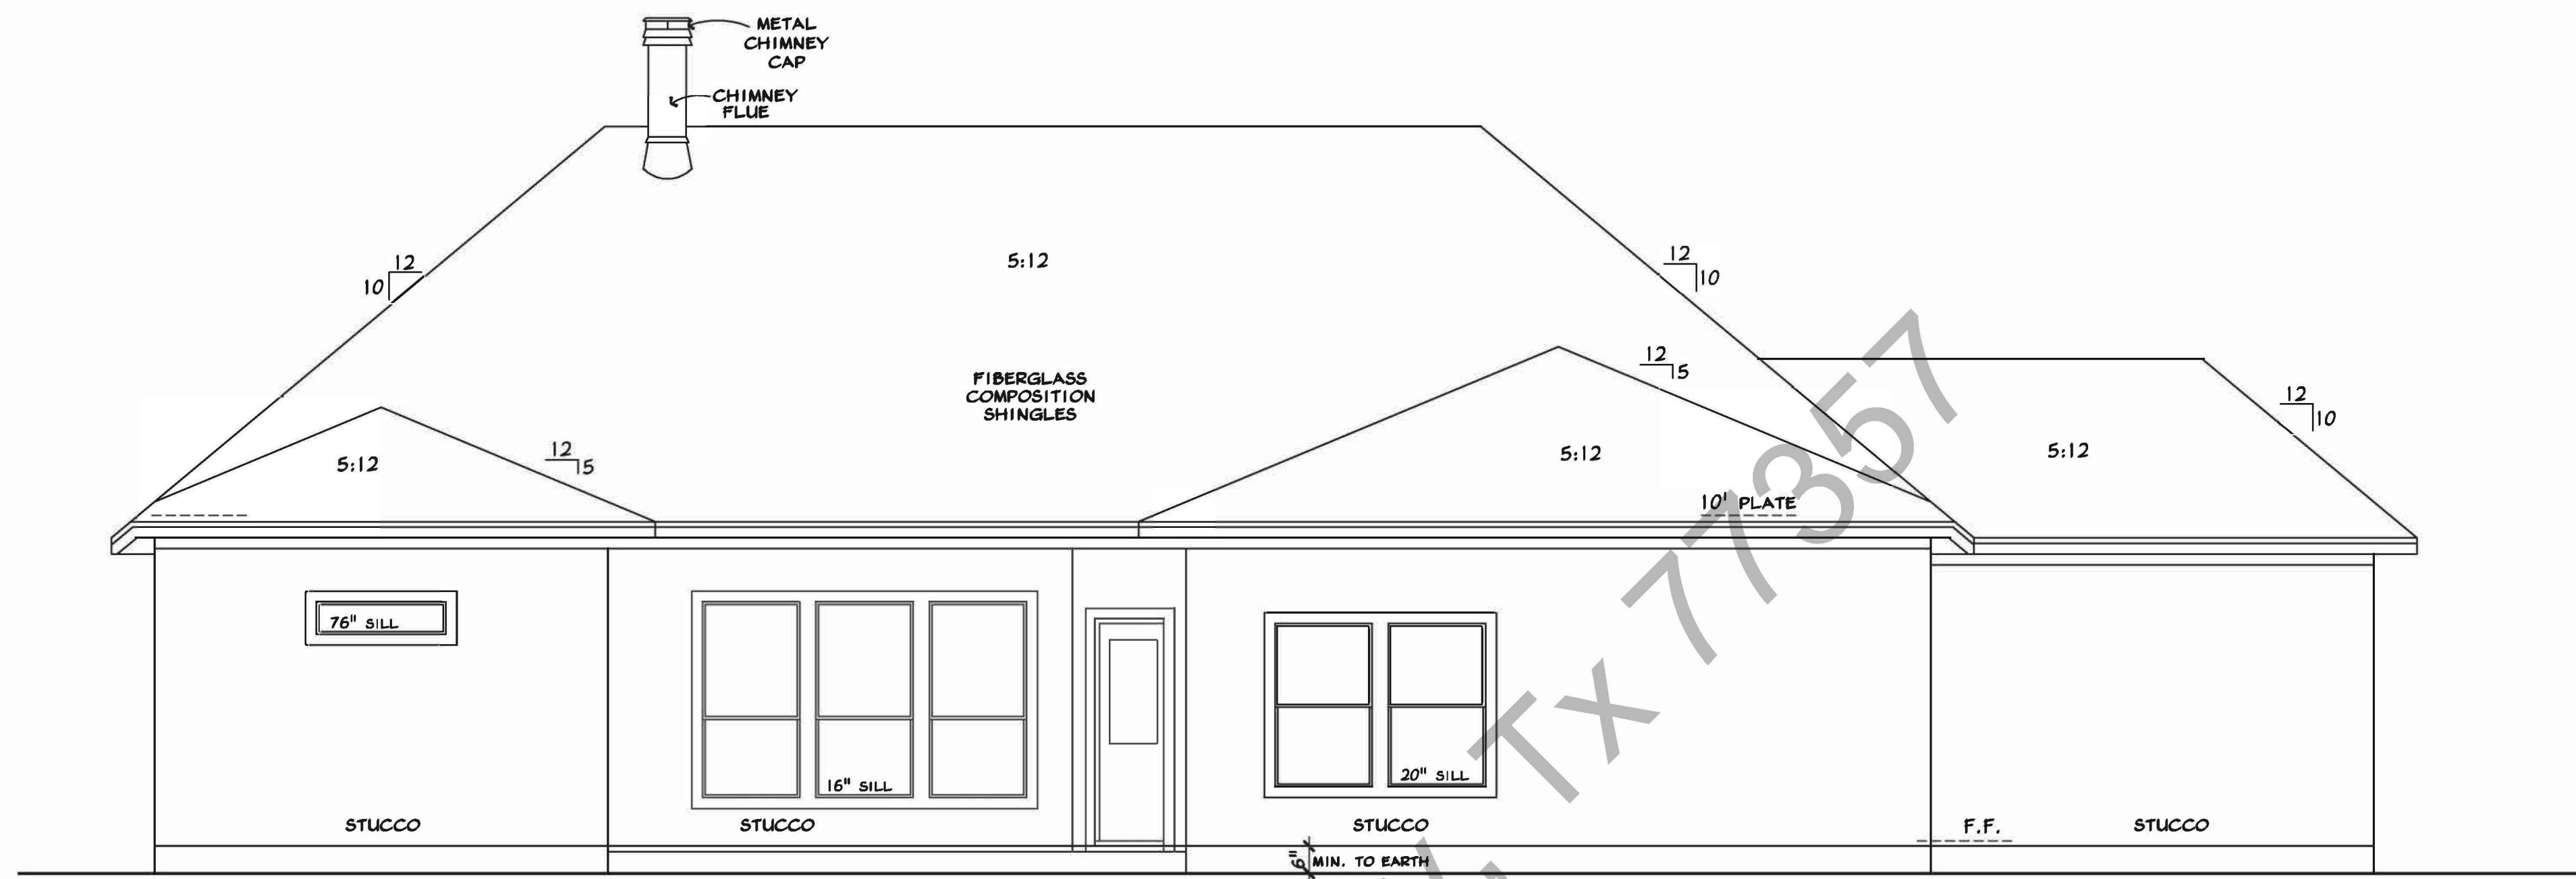 METAL
CHIMNEY
CAP
CHIMNEY
FLUE
12
10
5:12
12
10
FIBERGLASS
COMPOSITION
SHINGLES
12
5
12
10
5:12
12
5
5:12
5:12
10' PLATE
76" SILL
16" SILL
20" SILL
STUCCO
STUCCO
STUCCO
F.F.
STUCCO
6" MIN. TO EARTH
Tx 77357